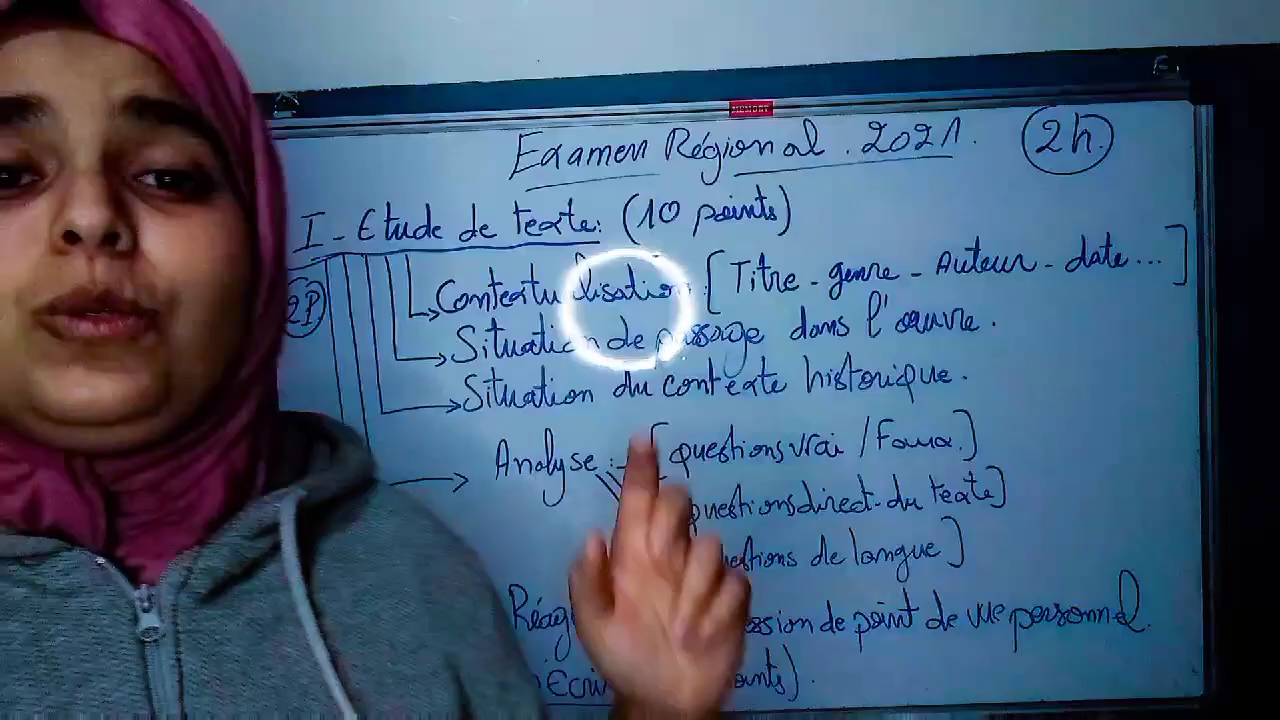 MEMORY
Examen Régional. 2021. 2h.
I - Etude de texte: (10 points)
2P
Contextualisation [Titre - genre - Auteur - date...]
Situation de passage dans l'œuvre.
Situation du contexte historique.
Analyse : [questions vrai / Faux.]
questions direct. du texte]
de langue]
de point de vue personnel.